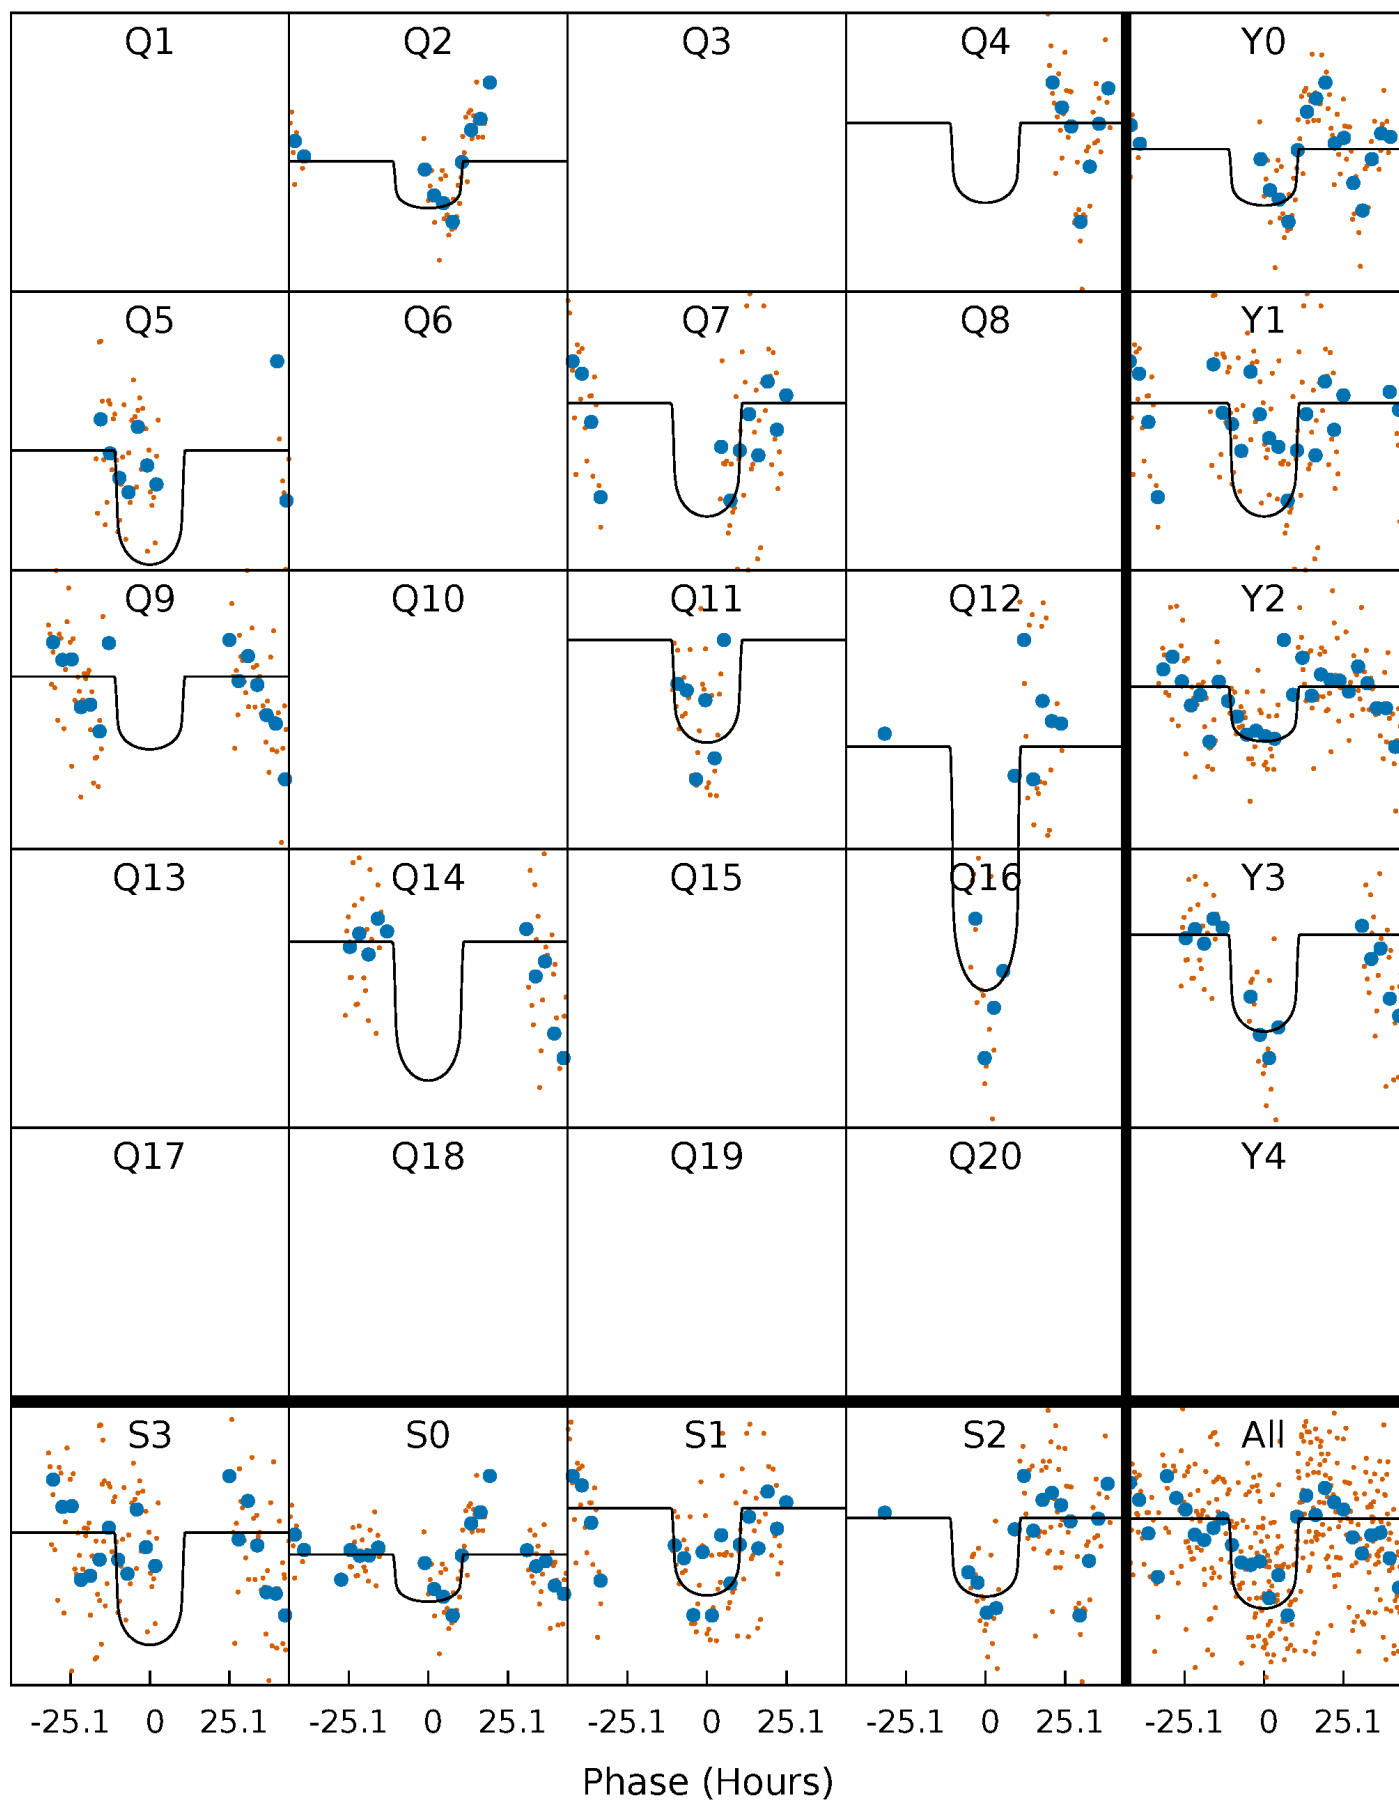 Q1 Q2 Q3 Q4 Y0
Q5 Q6 Q7 Q8 Y1
Q9 Q10 Q11 Q12 Y2
Q13 Q14 Q15 Q16 Y3
Q17 Q18 Q19 Q20 Y4
S3 S0 S1 S2 All
-25.1 0 25.1 -25.1 0 25.1 -25.1 0 25.1 -25.1 0 25.1 -25.1 0 25.1
Phase (Hours)